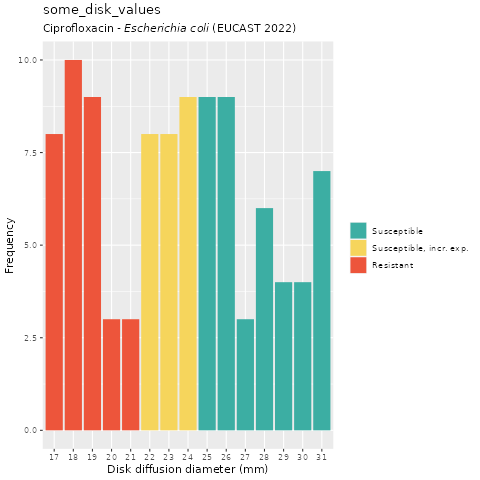 some_disk_values
Ciprofloxacin - Escherichia coli (EUCAST 2022)
Frequency
10.0
7.5
5.0
2.5
0.0
17 18 19 20 21 22 23 24 25 26 27 28 29 30 31
Disk diffusion diameter (mm)
Susceptible
Susceptible, incr. exp.
Resistant